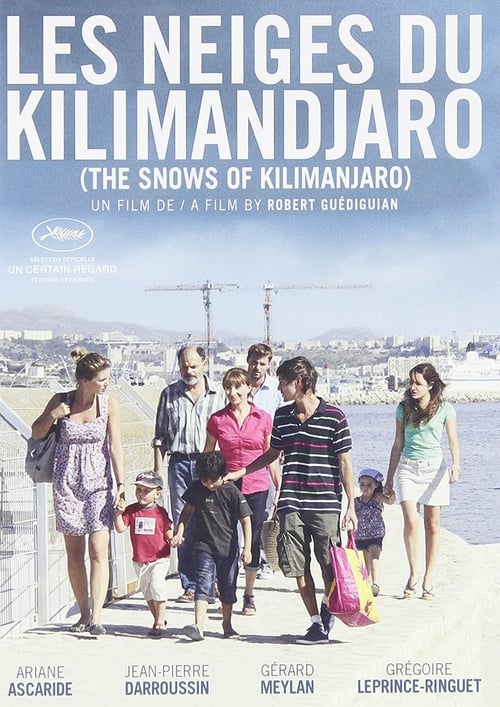 LES NEIGES DU
KILIMANDJARO
(THE SNOWS OF KILIMANJARO)
UN FILM DE / A FILM BY ROBERT GUÉDIGUIAN
SÉLECTION OFFICIELLE
UN CERTAIN REGARD
FESTIVAL DE CANNES
ARIANE ASCARIDE
JEAN-PIERRE DARROUSSIN
GÉRARD MEYLAN
GRÉGOIRE LEPRINCE-RINGUET